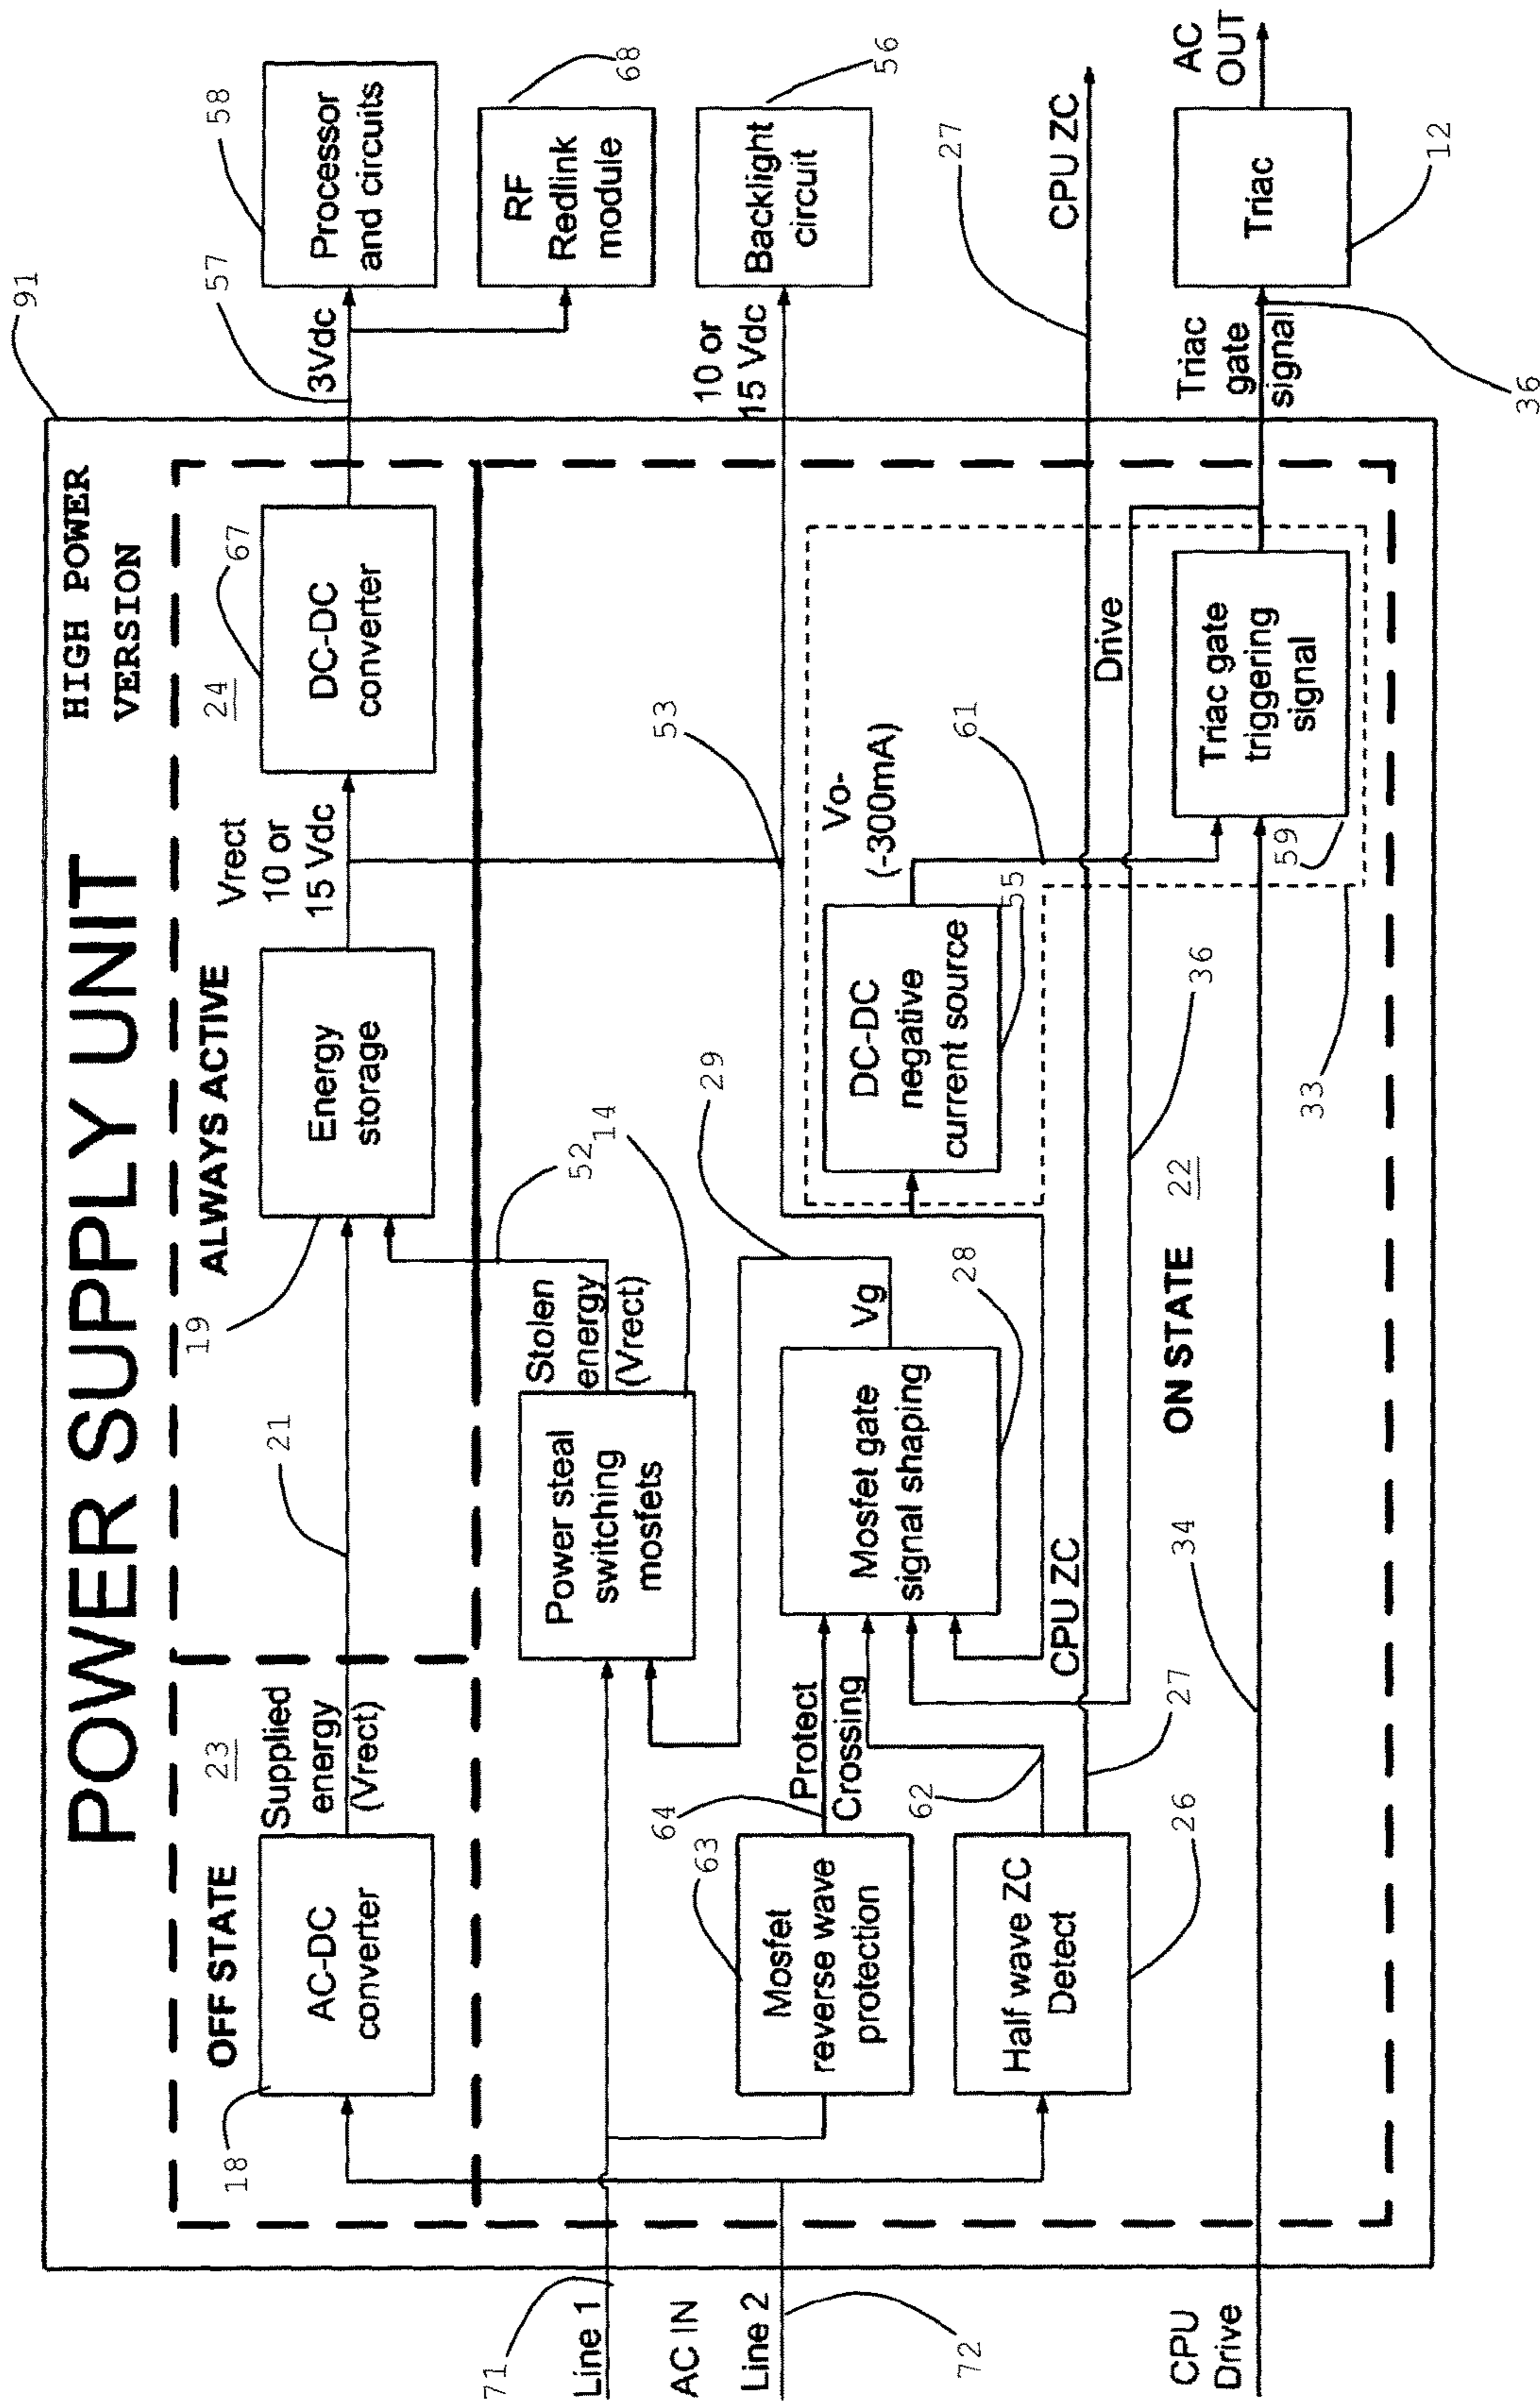 POWER SUPPLY UNIT
HIGH POWER
VERSION
91
OFF STATE
23
ALWAYS ACTIVE
24
18
AC-DC
converter
Supplied
energy
(Vrect)
21
19
Energy
storage
Vrect
10 or
15 Vdc
67
DC-DC
converter
3Vdc
57
58
Processor
and circuits
68
RF
Redlink
module
71
Line 1
AC IN
Line 2
72
Power steal
switching
mosfets
Stolen
energy
(Vrect)
52
14
53
10 or
15 Vdc
Backlight
circuit
56
63
Mosfet
reverse wave
protection
64
Protect
Crossing
62
Half wave ZC
Detect
26
Mosfet gate
signal shaping
28
Vg
29
DC-DC
negative
current source
55
Vo-
(-300mA)
61
CPU ZC
27
CPU ZC
27
Drive
36
ON STATE
22
CPU
Drive
34
33
59
Triac gate
triggering
signal
Triac
gate
signal
36
Triac
12
AC
OUT